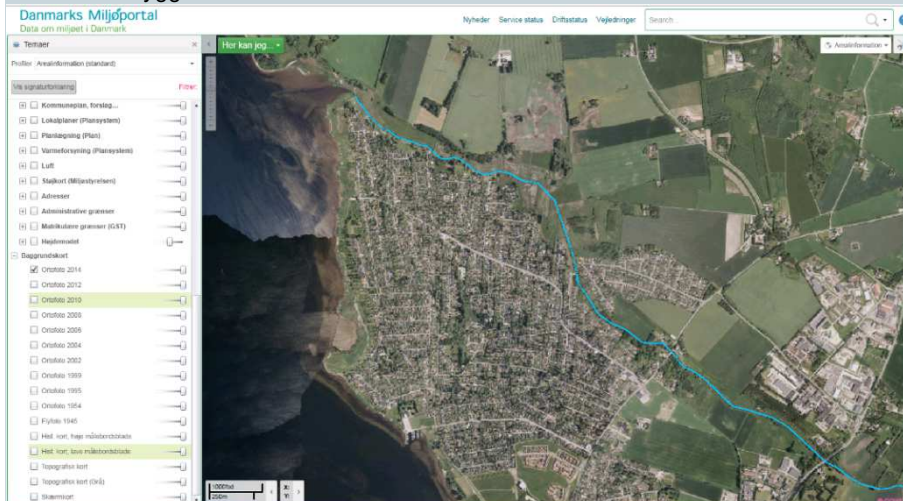 Danmarks Miljøportal
Data om miljøet i Danmark
Nyheder Service status Driftsstatus Vejledninger Search...
Temaer
Her kan jeg...
Arealinformation
Profiler Arealinformation (standard)
Vis signaturforklaring
Kommuneplan, forslag...
Lokalplaner (Plansystem)
Planlægning (Plan)
Varmeforsyning (Plansystem)
Luft
Støjkort (Miljøstyrelsen)
Adresser
Administrative grænser
Matrikulære grænser (GST)
Højdemodel
Baggrundskort
Ortofoto 2014
Ortofoto 2012
Ortofoto 2010
Ortofoto 2008
Ortofoto 2006
Ortofoto 2004
Ortofoto 2002
Ortofoto 1999
Ortofoto 1995
Ortofoto 1954
Flyfoto 1945
Hist. kort, høje målebordsblade
Hist. kort, lave målebordsblade
Topografisk kort
Topografisk kort (Grå)
Skærmkort
1000fod
250m
X:
Y: